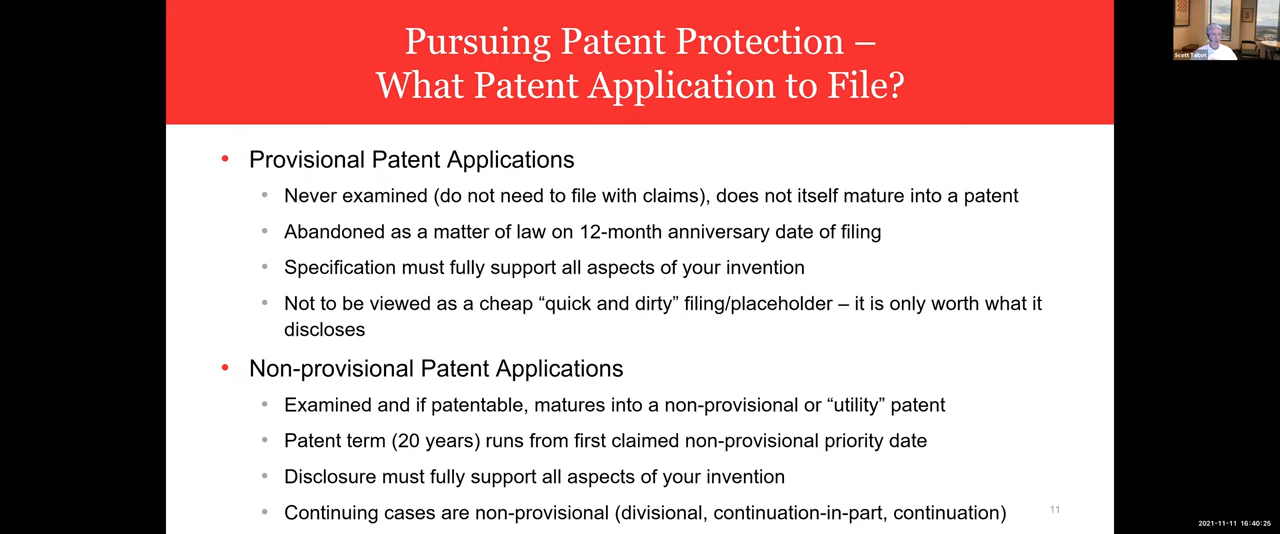 Pursuing Patent Protection –
What Patent Application to File?
Scott Talbot
• Provisional Patent Applications
• Never examined (do not need to file with claims), does not itself mature into a patent
• Abandoned as a matter of law on 12-month anniversary date of filing
• Specification must fully support all aspects of your invention
• Not to be viewed as a cheap “quick and dirty” filing/placeholder – it is only worth what it
discloses
• Non-provisional Patent Applications
• Examined and if patentable, matures into a non-provisional or “utility” patent
• Patent term (20 years) runs from first claimed non-provisional priority date
• Disclosure must fully support all aspects of your invention
• Continuing cases are non-provisional (divisional, continuation-in-part, continuation)
11
2021-11-11 16:40:25